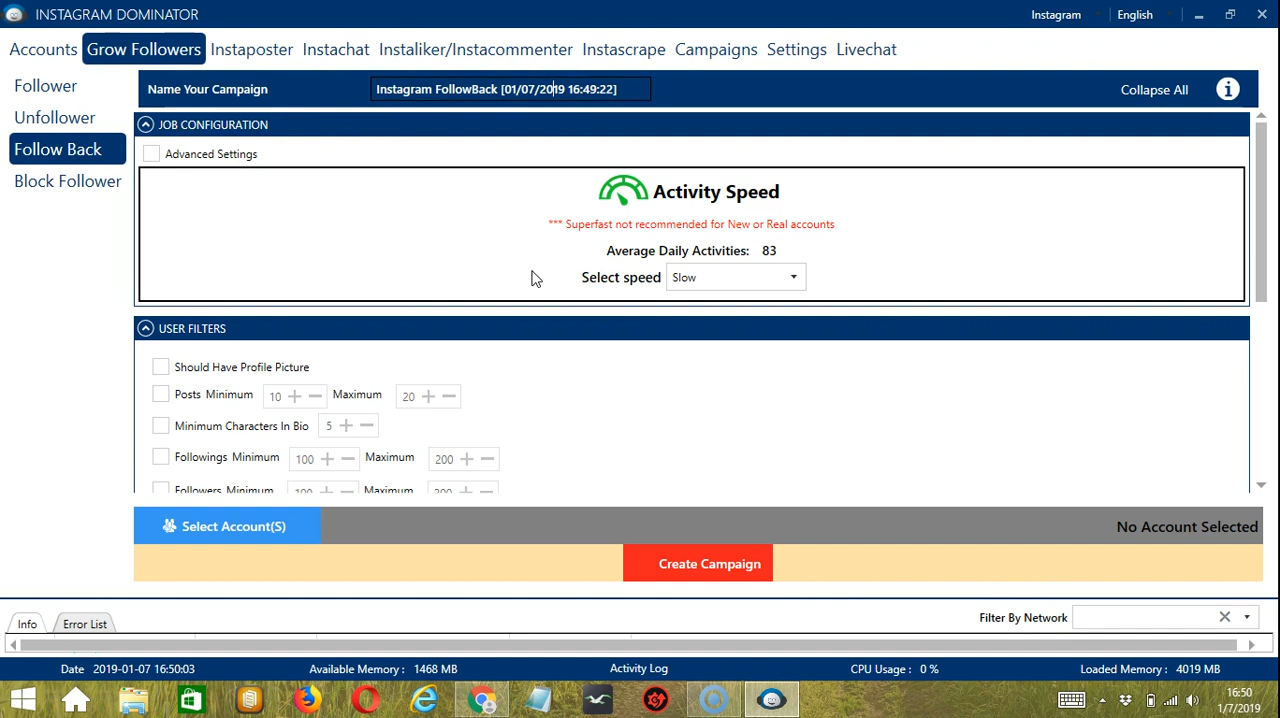 INSTAGRAM DOMINATOR
Instagram
English
Accounts Grow Followers Instaposter Instachat Instaliker/Instacommenter Instascrape Campaigns Settings Livechat
Follower
Unfollower
Follow Back
Block Follower
Name Your Campaign
Instagram FollowBack [01/07/2019 16:49:22]
Collapse All
JOB CONFIGURATION
Advanced Settings
Activity Speed
*** Superfast not recommended for New or Real accounts
Average Daily Activities: 83
Select speed Slow
USER FILTERS
Should Have Profile Picture
Posts Minimum 10 + − Maximum 20 + −
Minimum Characters In Bio 5 + −
Followings Minimum 100 + − Maximum 200 + −
Followers Minimum 100 + − Maximum 200 + −
Select Account(S)
No Account Selected
Create Campaign
Info
Error List
Filter By Network
Date 2019-01-07 16:50:03
Available Memory : 1468 MB
Activity Log
CPU Usage : 0 %
Loaded Memory : 4019 MB
16:50
1/7/2019